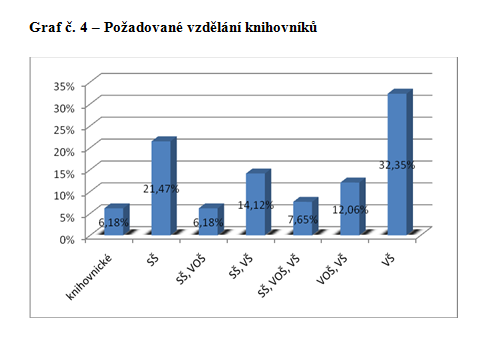 Graf č. 4 – Požadované vzdělání knihovníků
35%
30%
25%
20%
15%
10%
5%
0%
6,18%
21,47%
6,18%
14,12%
7,65%
12,06%
32,35%
knihovnické
SŠ
SŠ, VOŠ
SŠ, VŠ
SŠ, VOŠ, VŠ
VOŠ, VŠ
VŠ